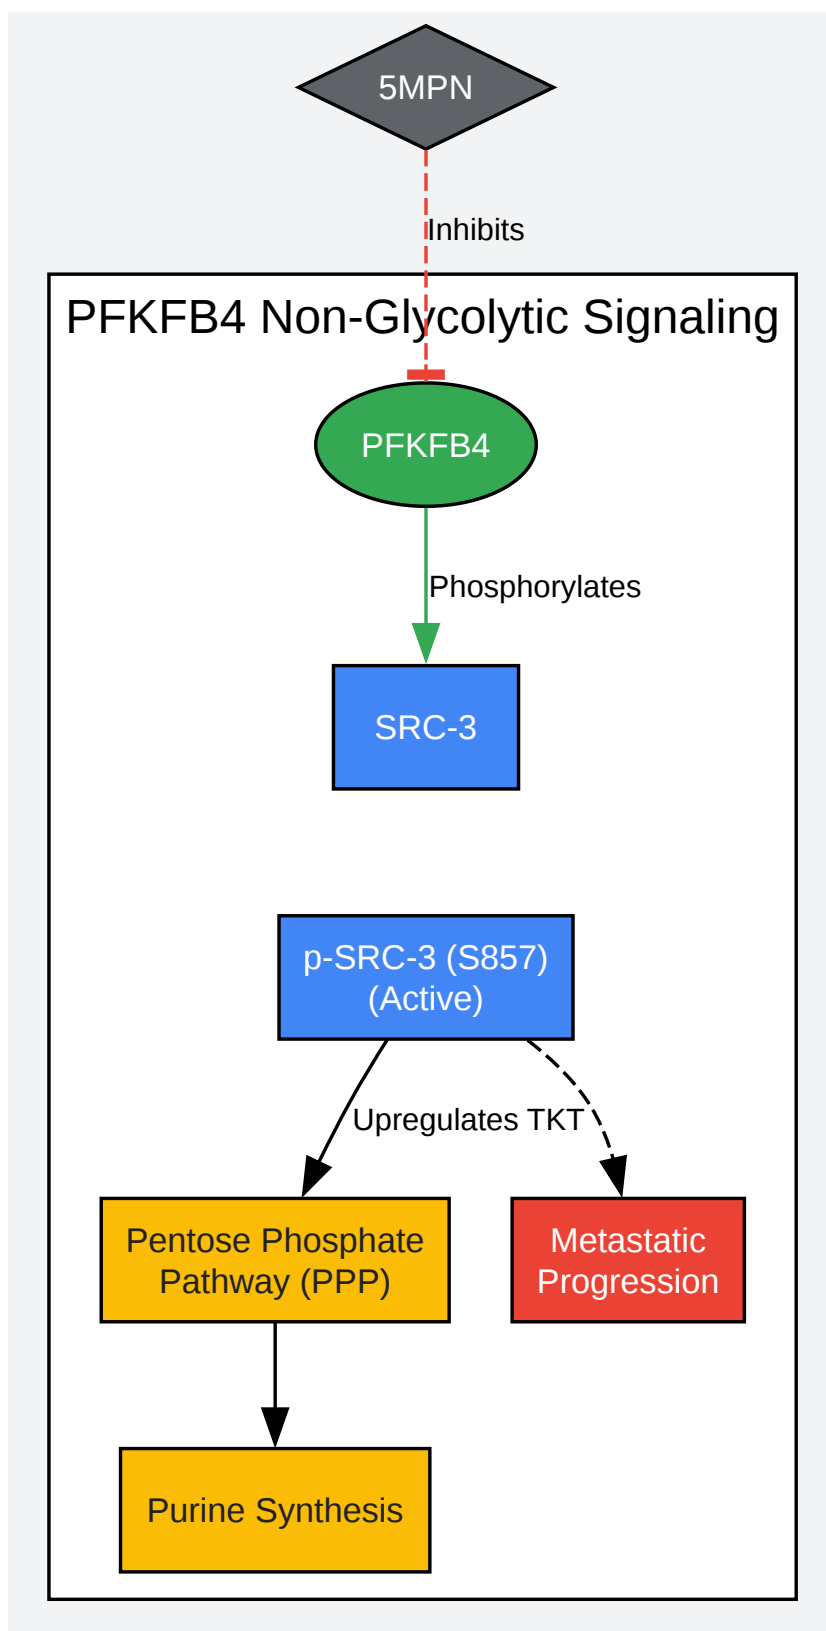 5MPN
Inhibits
PFKFB4 Non-Glycolytic Signaling
PFKFB4
Phosphorylates
SRC-3
p-SRC-3 (S857)
(Active)
Upregulates TKT
Pentose Phosphate
Pathway (PPP)
Metastatic
Progression
Purine Synthesis